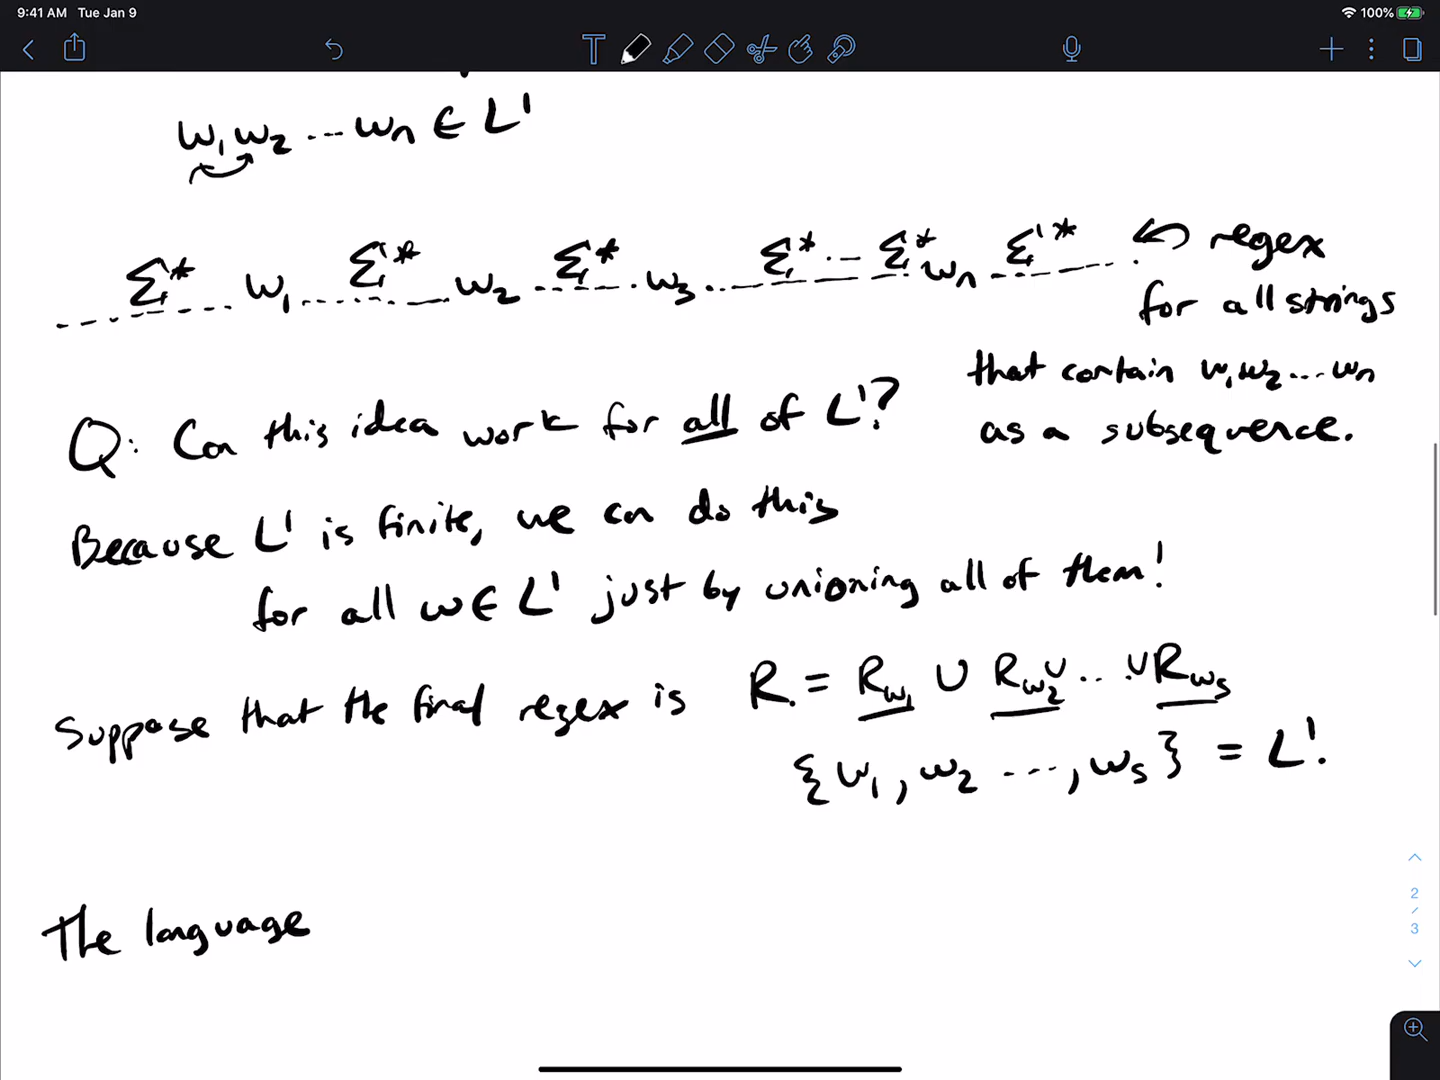 9:41 AM Tue Jan 9
100%
w₁w₂ ... wₙ ∈ L'
Σ* w₁ Σ* w₂ Σ* w₃ Σ* ... Σ* wₙ Σ* ← regex
for all strings
that contain w₁w₂...wₙ
as a subsequence.
Q: Can this idea work for all of L'?
Because L' is finite, we can do this
for all w ∈ L' just by unioning all of them!
Suppose that the final regex is R = R_w₁ ∪ R_w₂ ∪ ... ∪ R_wₛ
{w₁, w₂ ..., wₛ} = L'.
The language
2
/
3